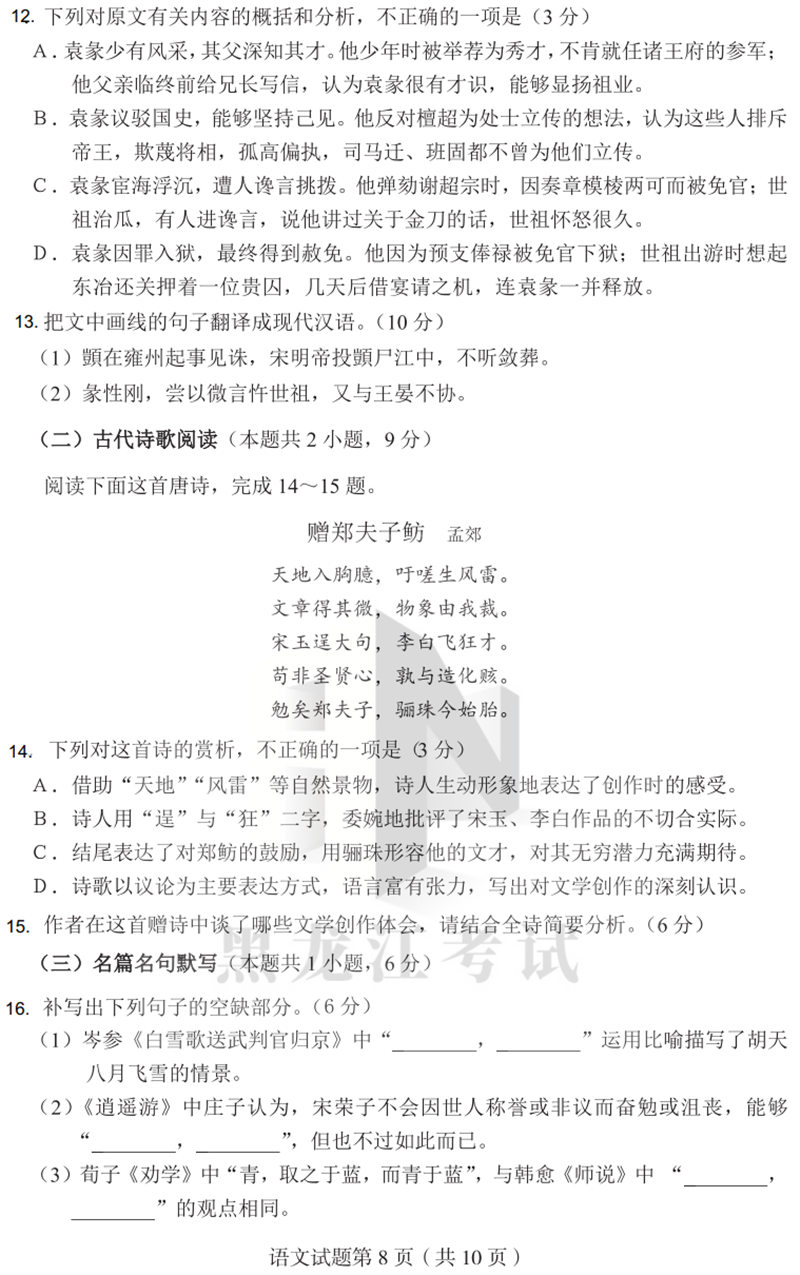 12. 下列对原文有关内容的概括和分析，不正确的一项是（3 分）
A．袁彖少有风采，其父深知其才。他少年时被举荐为秀才，不肯就任诸王府的参军；
他父亲临终前给兄长写信，认为袁彖很有才识，能够显扬祖业。
B．袁彖议驳国史，能够坚持己见。他反对檀超为处士立传的想法，认为这些人排斥
帝王，欺蔑将相，孤高偏执，司马迁、班固都不曾为他们立传。
C．袁彖宦海浮沉，遭人谗言挑拨。他弹劾谢超宗时，因奏章模棱两可而被免官；世
祖治瓜，有人进谗言，说他讲过关于金刀的话，世祖怀怒很久。
D．袁彖因罪入狱，最终得到赦免。他因为预支俸禄被免官下狱；世祖出游时想起
东冶还关押着一位贵囚，几天后借宴请之机，连袁彖一并释放。
13. 把文中画线的句子翻译成现代汉语。（10 分）
（1）顗在雍州起事见诛，宋明帝投顗尸江中，不听敛葬。
（2）彖性刚，尝以微言忤世祖，又与王晏不协。
（二）古代诗歌阅读（本题共 2 小题，9 分）
阅读下面这首唐诗，完成 14～15 题。
赠郑夫子鲂 孟郊
天地入胸臆，吁嗟生风雷。
文章得其微，物象由我裁。
宋玉逞大句，李白飞狂才。
苟非圣贤心，孰与造化赅。
勉矣郑夫子，骊珠今始胎。
14. 下列对这首诗的赏析，不正确的一项是（3 分）
A．借助“天地”“风雷”等自然景物，诗人生动形象地表达了创作时的感受。
B．诗人用“逞”与“狂”二字，委婉地批评了宋玉、李白作品的不切合实际。
C．结尾表达了对郑鲂的鼓励，用骊珠形容他的文才，对其无穷潜力充满期待。
D．诗歌以议论为主要表达方式，语言富有张力，写出对文学创作的深刻认识。
15. 作者在这首赠诗中谈了哪些文学创作体会，请结合全诗简要分析。（6 分）
黑龙江考试
（三）名篇名句默写（本题共 1 小题，6 分）
16. 补写出下列句子的空缺部分。（6 分）
（1）岑参《白雪歌送武判官归京》中“________，________”运用比喻描写了胡天
八月飞雪的情景。
（2）《逍遥游》中庄子认为，宋荣子不会因世人称誉或非议而奋勉或沮丧，能够
“________，________”，但也不过如此而已。
（3）荀子《劝学》中“青，取之于蓝，而青于蓝”，与韩愈《师说》中 “________，
________”的观点相同。
语文试题第 8 页（共 10 页）